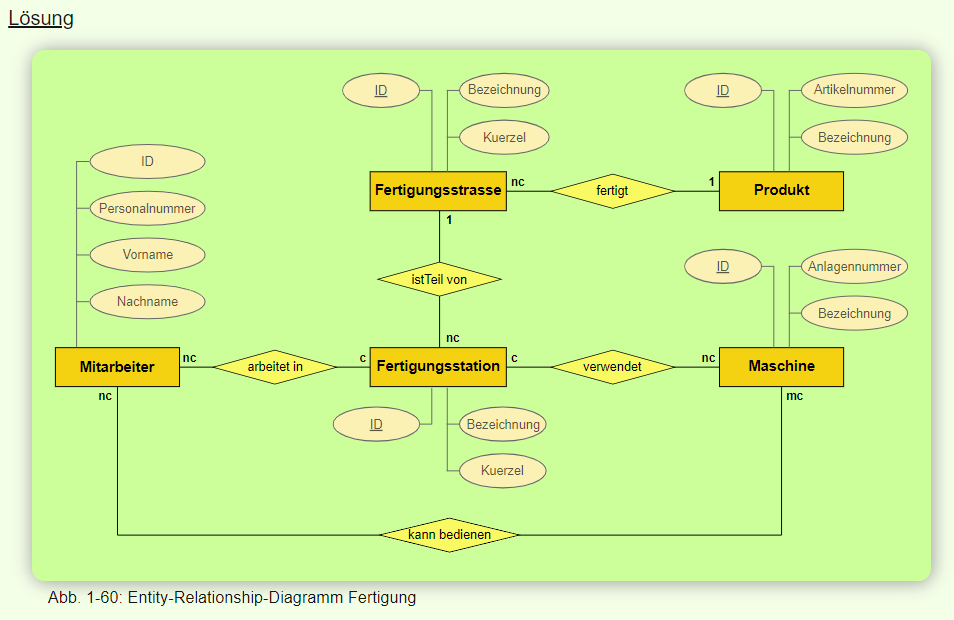 Lösung
ID
Bezeichnung
Kuerzel
ID
Artikelnummer
Bezeichnung
ID
Personalnummer
Vorname
Nachname
Fertigungsstrasse
nc
fertigt
1
Produkt
1
istTeil von
nc
ID
Anlagennummer
Bezeichnung
Mitarbeiter
nc
arbeitet in
c
Fertigungsstation
c
verwendet
nc
Maschine
nc
mc
ID
Bezeichnung
Kuerzel
kann bedienen
Abb. 1-60: Entity-Relationship-Diagramm Fertigung